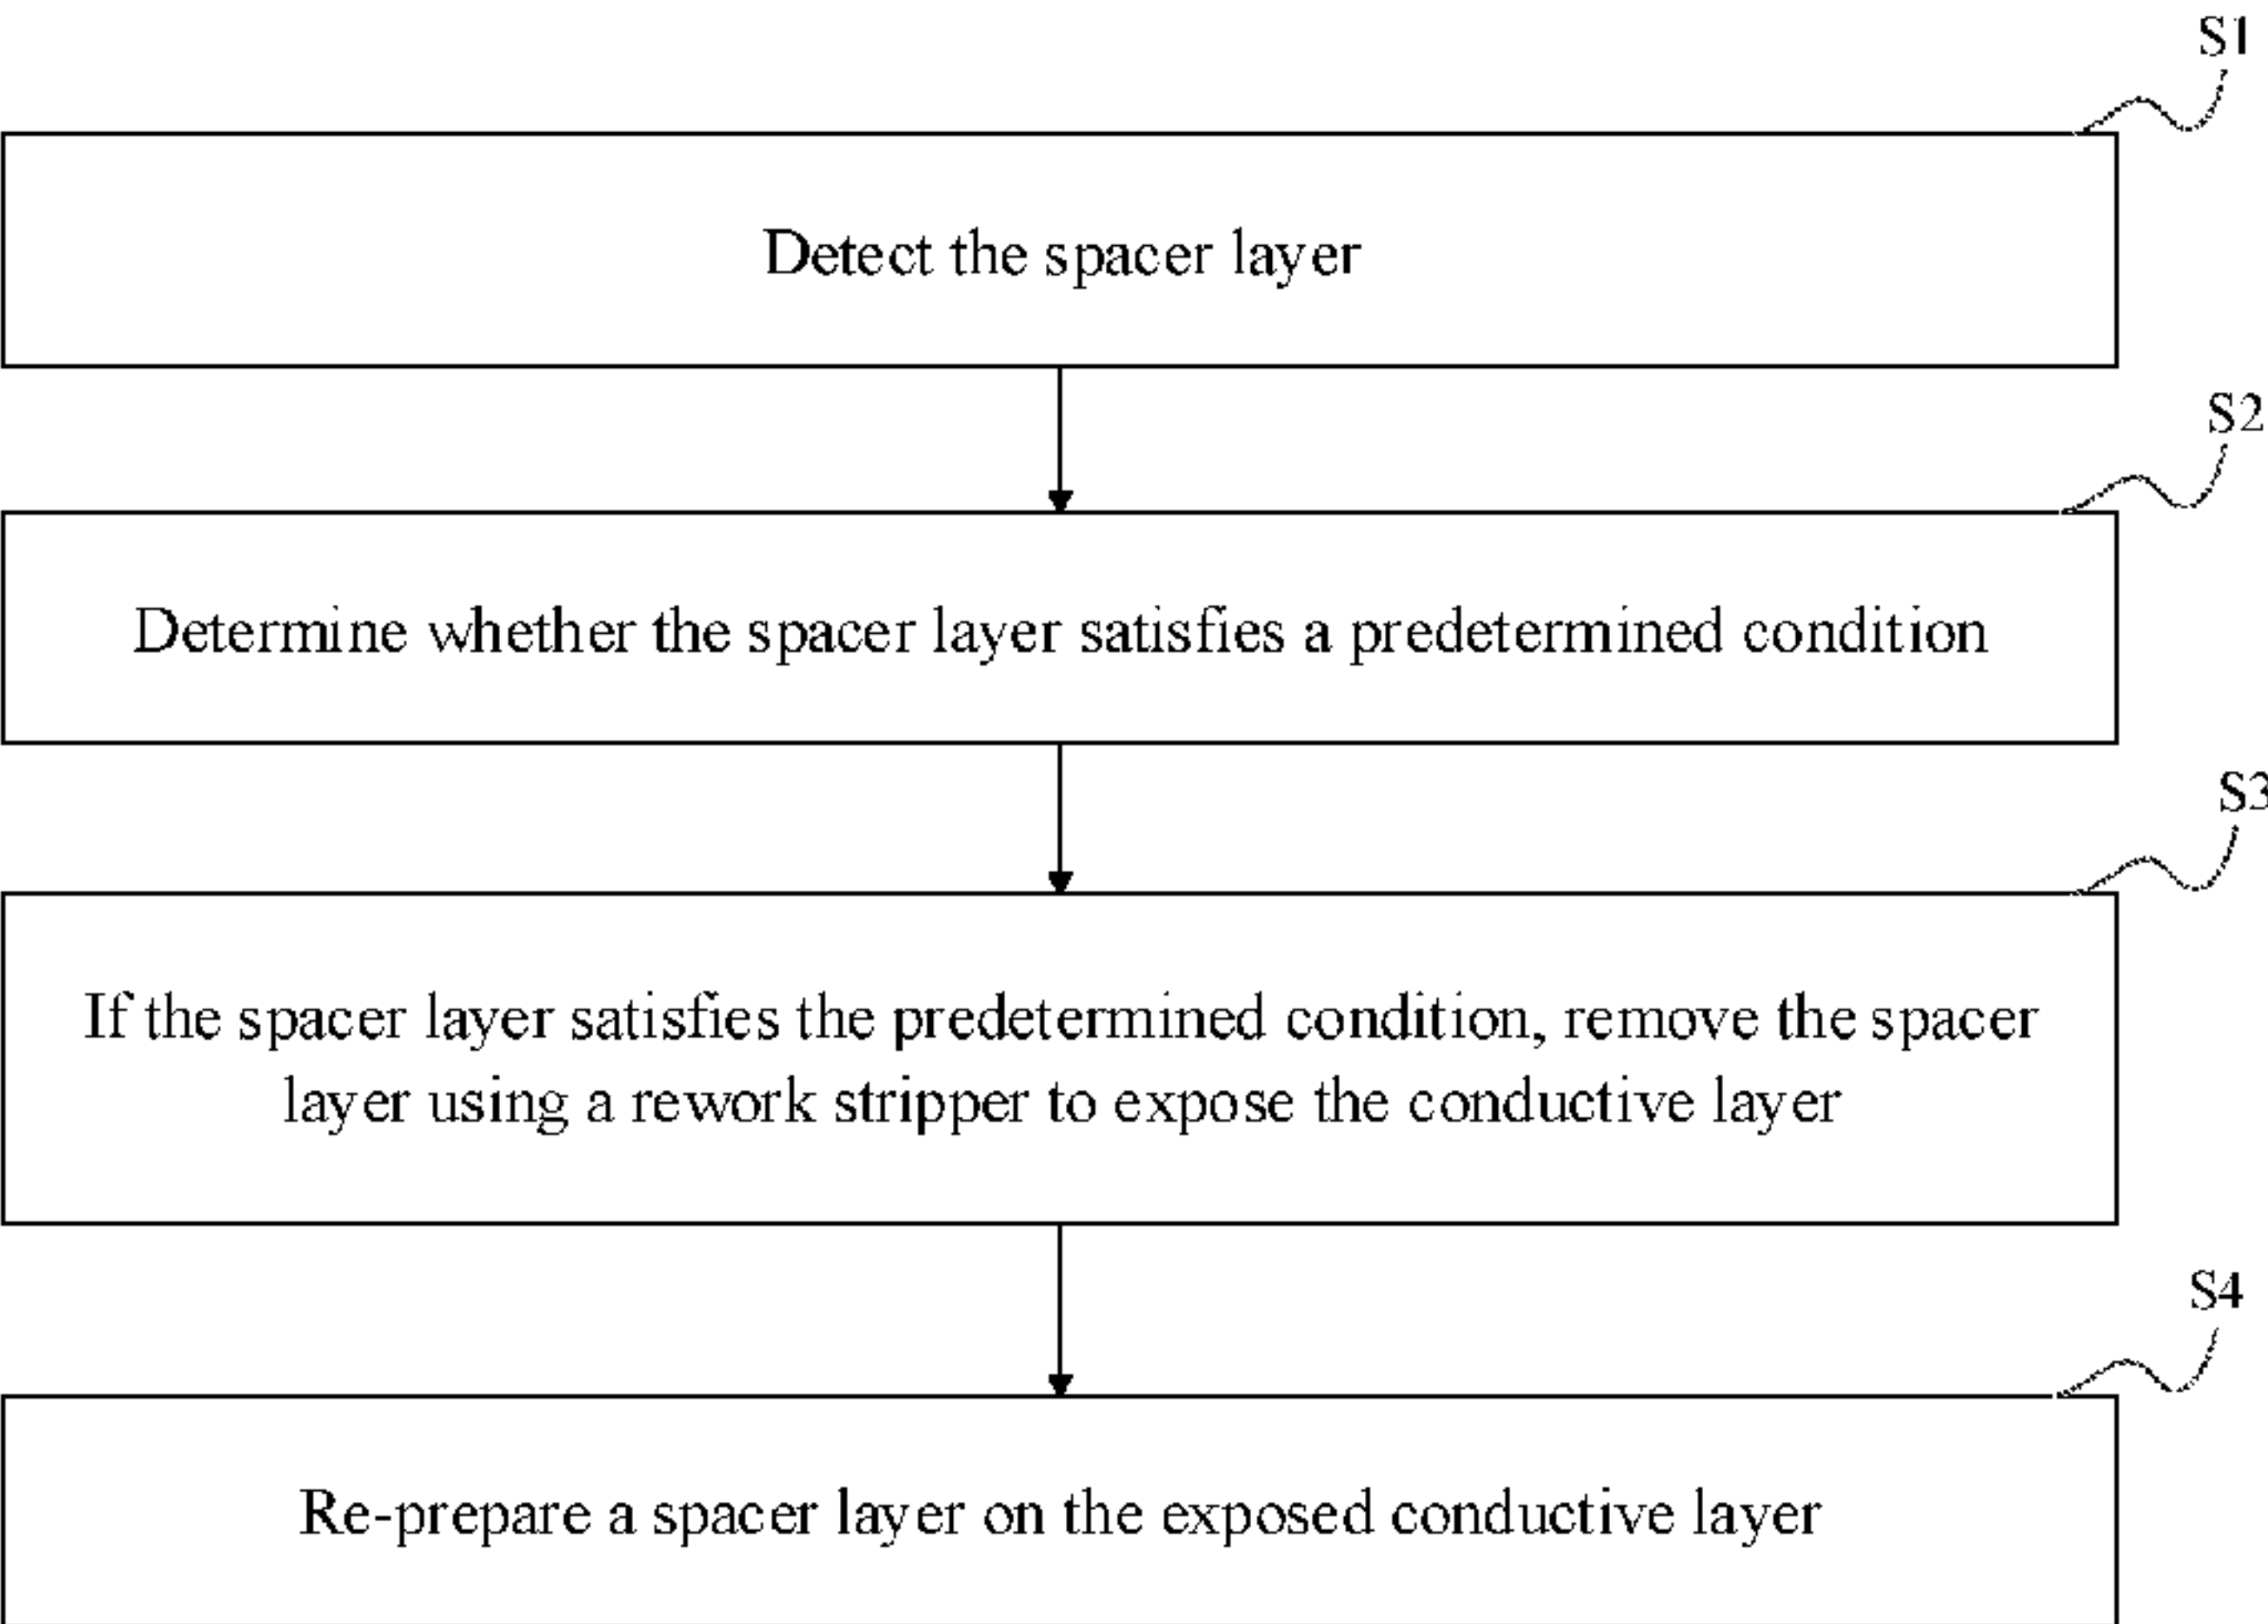 S1
Detect the spacer layer
S2
Determine whether the spacer layer satisfies a predetermined condition
S3
If the spacer layer satisfies the predetermined condition, remove the spacer
layer using a rework stripper to expose the conductive layer
S4
Re-prepare a spacer layer on the exposed conductive layer